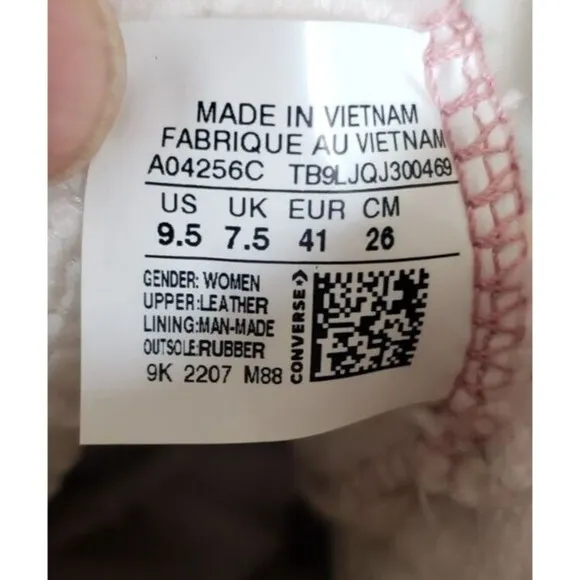 MADE IN VIETNAM
FABRIQUE AU VIETNAM
A04256C TB9LJQJ300469
US UK EUR CM
9.5 7.5 41 26
GENDER: WOMEN
UPPER:LEATHER
LINING:MAN-MADE
OUTSOLE:RUBBER
9K 2207 M88
CONVERSE